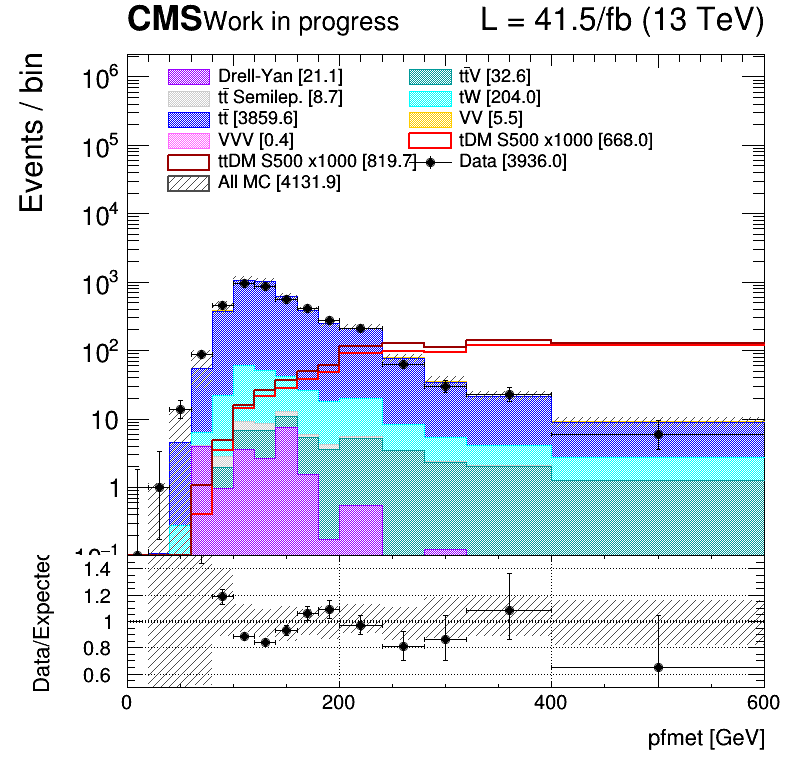 CMS Work in progress L = 41.5/fb (13 TeV)
Events / bin
Drell-Yan [21.1] tt̄V [32.6]
tt̄ Semilep. [8.7] tW [204.0]
tt̄ [3859.6] VV [5.5]
VVV [0.4] tDM S500 x1000 [668.0]
ttDM S500 x1000 [819.7] Data [3936.0]
All MC [4131.9]
10⁶
10⁵
10⁴
10³
10²
10
1
10⁻¹
Data/Expected
1.4
1.2
1
0.8
0.6
0 200 400 600
pfmet [GeV]